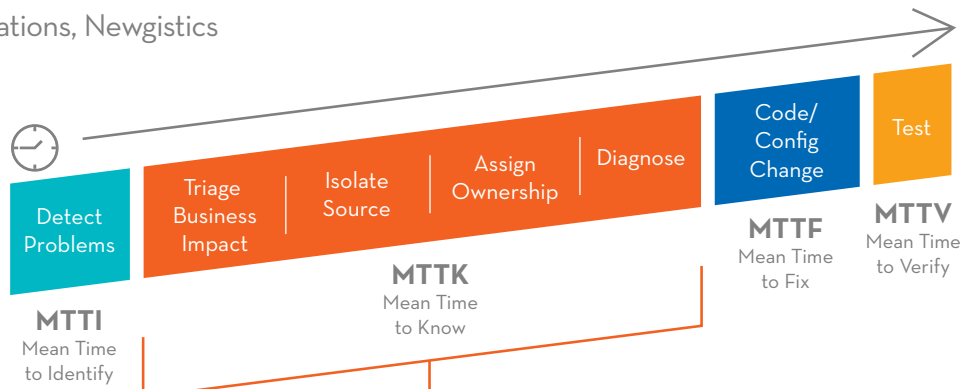 ations, Newgistics
Detect
Problems
Triage
Business
Impact
Isolate
Source
Assign
Ownership
Diagnose
Code/
Config
Change
Test
MTTI
Mean Time
to Identify
MTTK
Mean Time
to Know
MTTF
Mean Time
to Fix
MTTV
Mean Time
to Verify